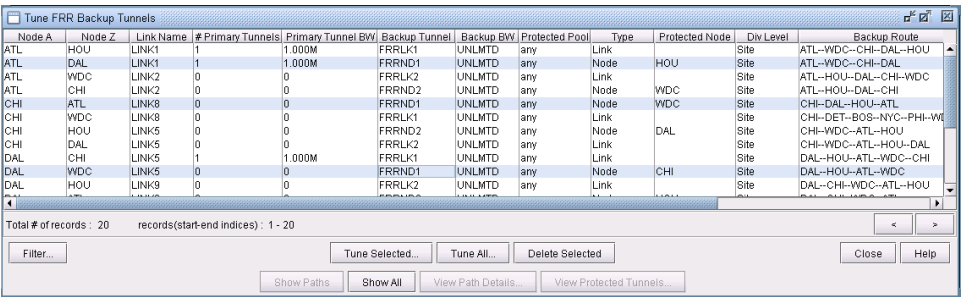 Tune FRR Backup Tunnels
Node A Node Z Link Name # Primary Tunnels Primary Tunnel BW Backup Tunnel Backup BW Protected Pool Type Protected Node Div Level Backup Route
ATL HOU LINK1 1 1.000M FRRLK1 UNLMTD any Link Site ATL--WDC--CHI--DAL--HOU
ATL DAL LINK1 1 1.000M FRRND1 UNLMTD any Node HOU Site ATL--WDC--CHI--DAL
ATL WDC LINK2 0 0 FRRLK2 UNLMTD any Link Site ATL--HOU--DAL--CHI--WDC
ATL CHI LINK2 0 0 FRRND2 UNLMTD any Node WDC Site ATL--HOU--DAL--CHI
CHI ATL LINK8 0 0 FRRND1 UNLMTD any Node WDC Site CHI--DAL--HOU--ATL
CHI WDC LINK8 0 0 FRRLK1 UNLMTD any Link Site CHI--DET--BOS--NYC--PHI--WD
CHI HOU LINK5 0 0 FRRND2 UNLMTD any Node DAL Site CHI--WDC--ATL--HOU
CHI DAL LINK5 0 0 FRRLK2 UNLMTD any Link Site CHI--WDC--ATL--HOU--DAL
DAL CHI LINK5 1 1.000M FRRLK1 UNLMTD any Link Site DAL--HOU--ATL--WDC--CHI
DAL WDC LINK5 0 0 FRRND1 UNLMTD any Node CHI Site DAL--HOU--ATL--WDC
DAL HOU LINK9 0 0 FRRLK2 UNLMTD any Link Site DAL--CHI--WDC--ATL--HOU
Total # of records : 20 records(start-end indices) : 1 - 20 < >
Filter... Tune Selected... Tune All... Delete Selected Close Help
Show Paths Show All View Path Details... View Protected Tunnels...